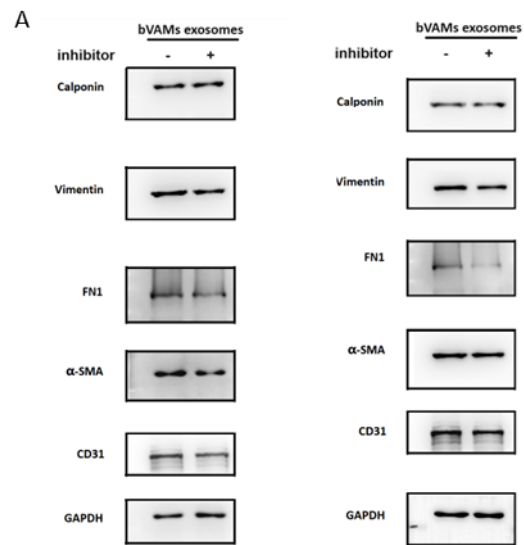 A
bVAMs exosomes
inhibitor - +
Calponin
Vimentin
FN1
α-SMA
CD31
GAPDH
bVAMs exosomes
inhibitor - +
Calponin
Vimentin
FN1
α-SMA
CD31
GAPDH